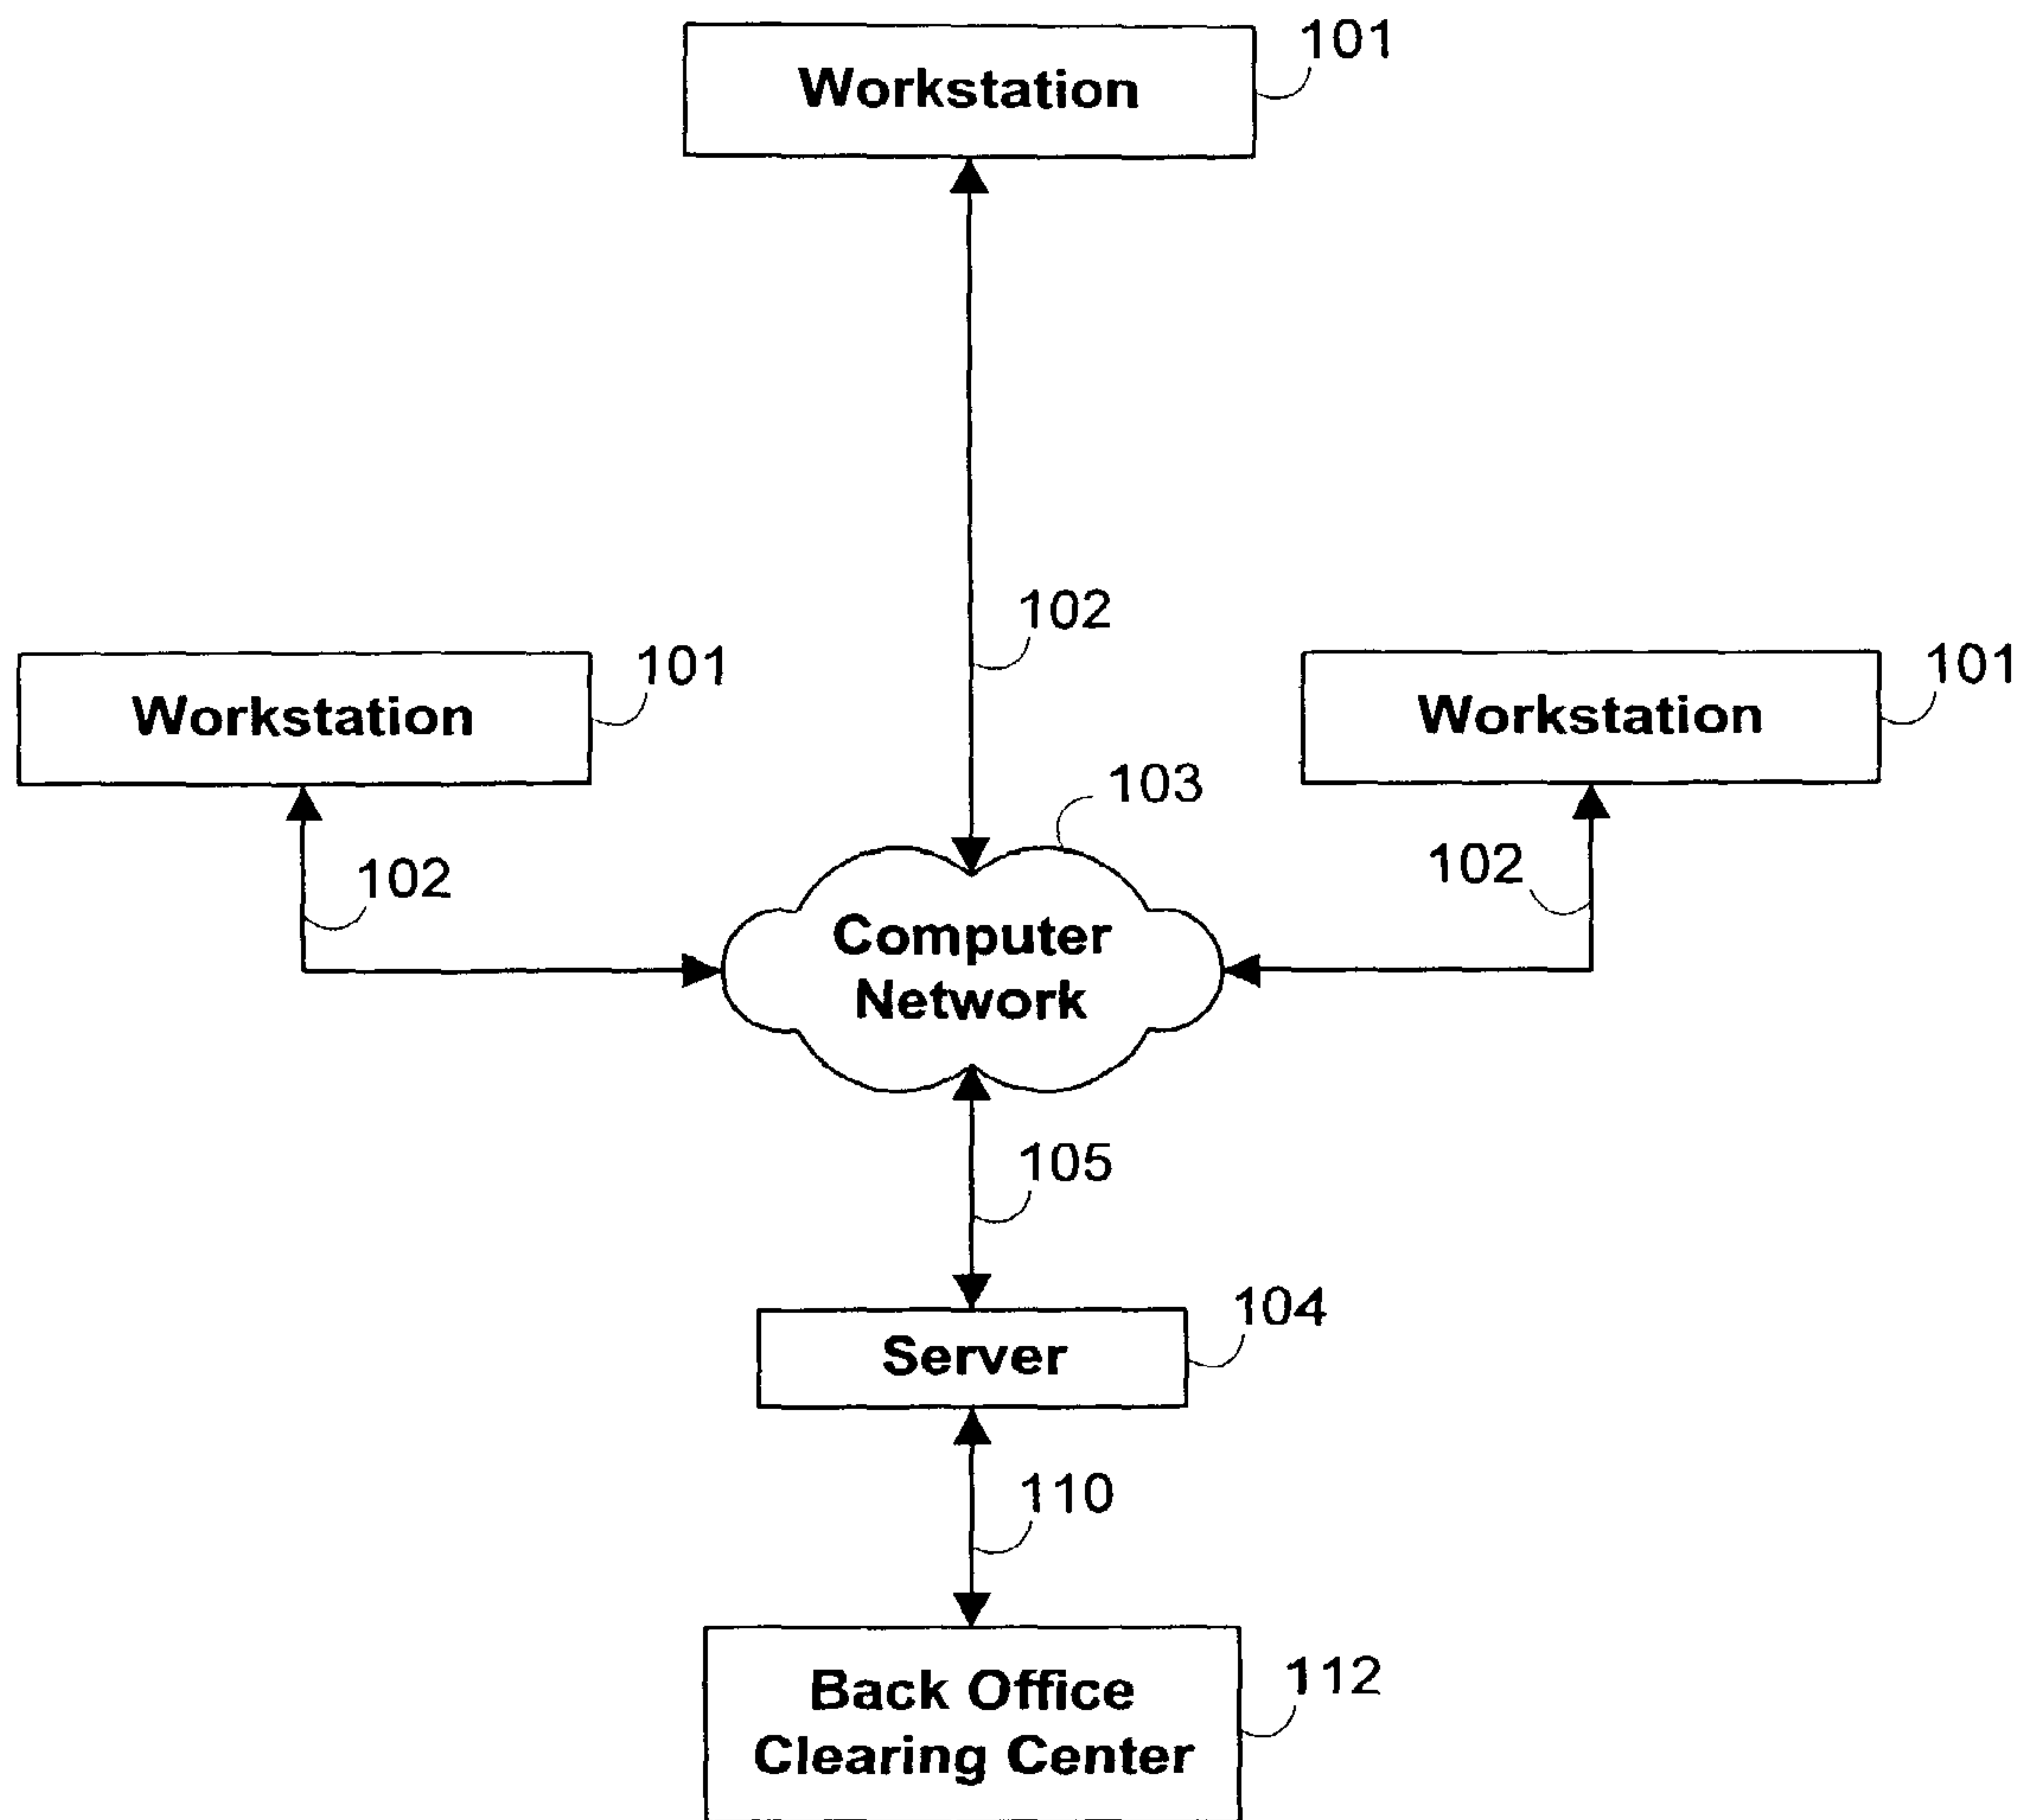 101
Workstation
102
101
Workstation
101
Workstation
103
102
102
Computer
Network
105
104
Server
110
112
Back Office
Clearing Center